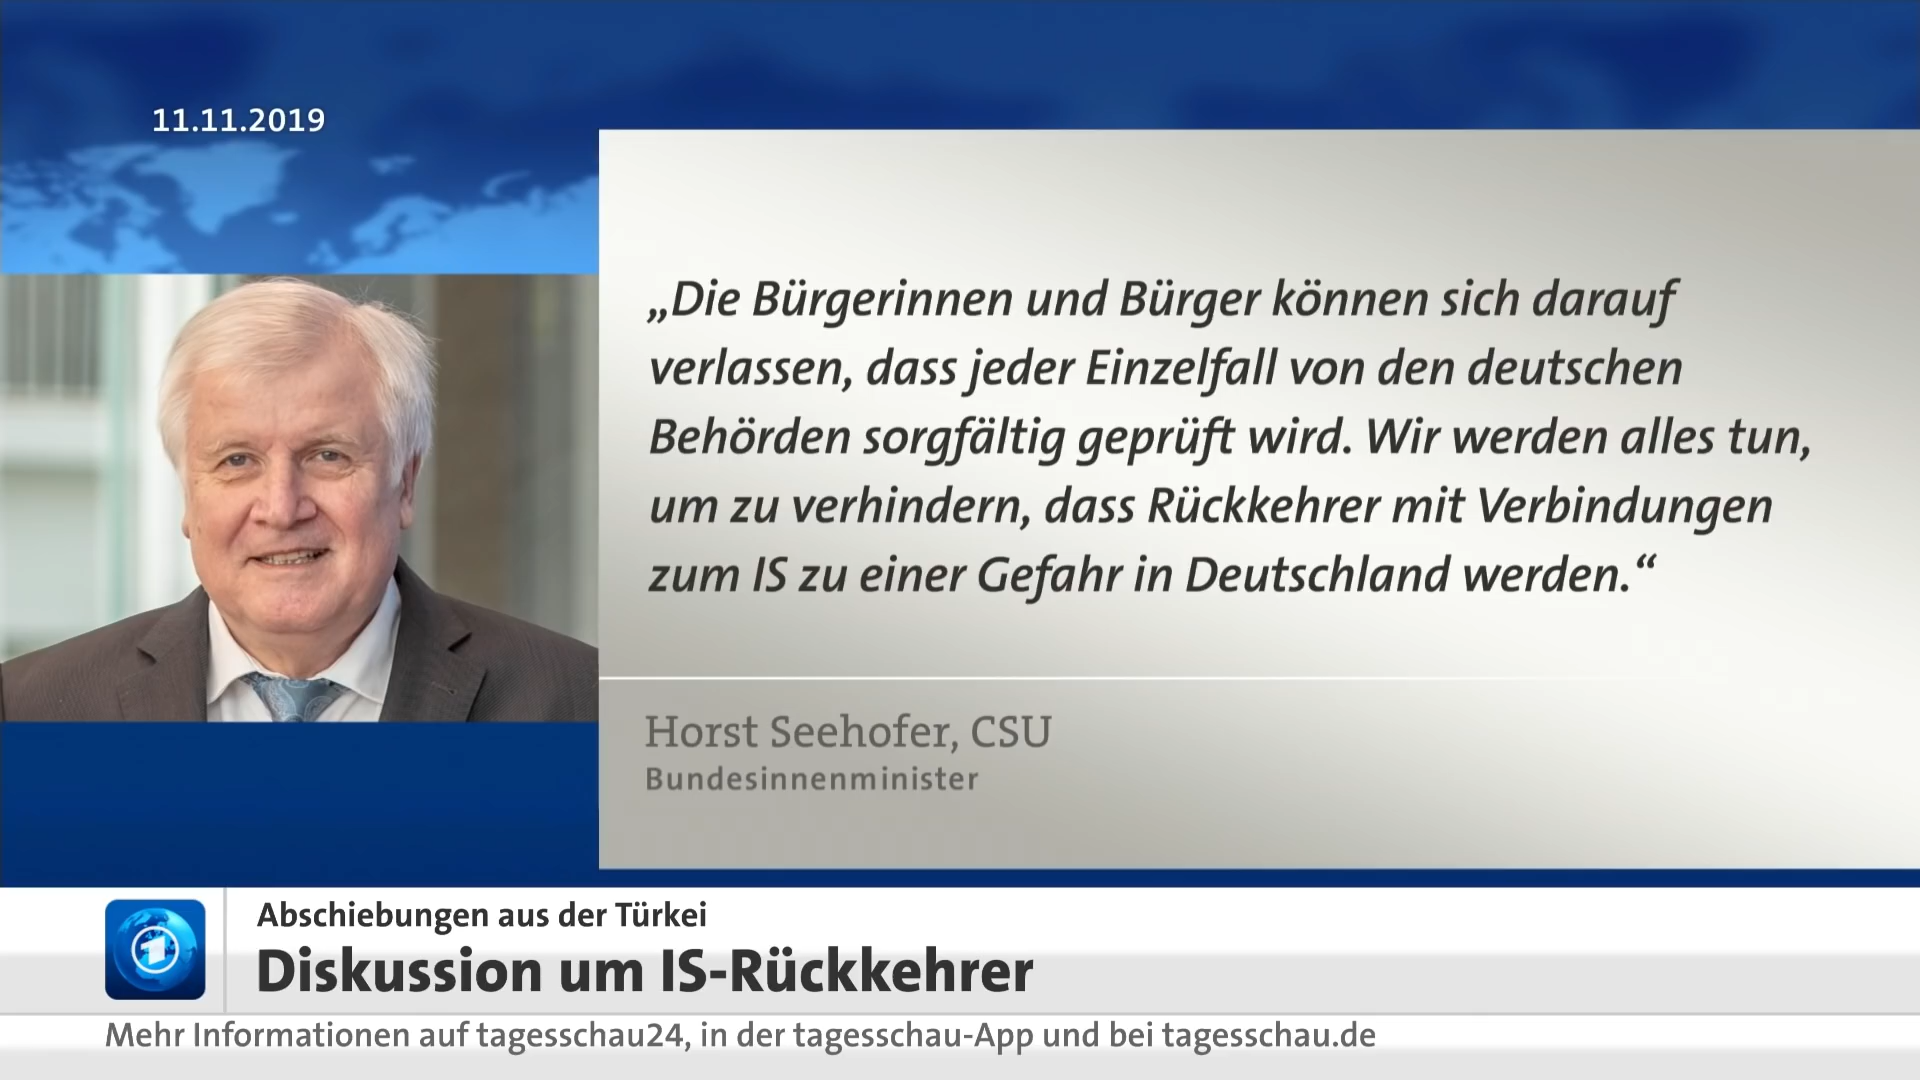 11.11.2019
„Die Bürgerinnen und Bürger können sich darauf
verlassen, dass jeder Einzelfall von den deutschen
Behörden sorgfältig geprüft wird. Wir werden alles tun,
um zu verhindern, dass Rückkehrer mit Verbindungen
zum IS zu einer Gefahr in Deutschland werden.“
Horst Seehofer, CSU
Bundesinnenminister
1
Abschiebungen aus der Türkei
Diskussion um IS-Rückkehrer
Mehr Informationen auf tagesschau24, in der tagesschau-App und bei tagesschau.de